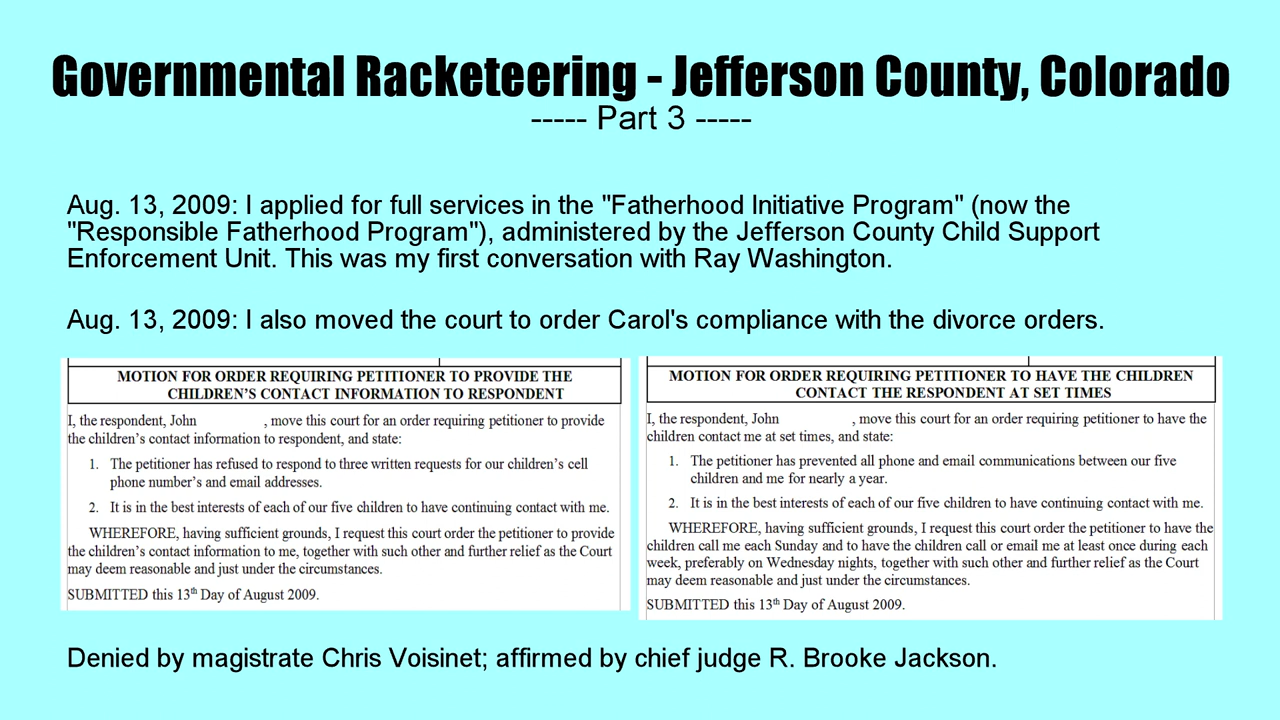 Governmental Racketeering - Jefferson County, Colorado
----- Part 3 -----
Aug. 13, 2009: I applied for full services in the "Fatherhood Initiative Program" (now the
"Responsible Fatherhood Program"), administered by the Jefferson County Child Support
Enforcement Unit. This was my first conversation with Ray Washington.
Aug. 13, 2009: I also moved the court to order Carol's compliance with the divorce orders.
MOTION FOR ORDER REQUIRING PETITIONER TO PROVIDE THE
CHILDREN'S CONTACT INFORMATION TO RESPONDENT
I, the respondent, John , move this court for an order requiring petitioner to provide
the children's contact information to respondent, and state:
1. The petitioner has refused to respond to three written requests for our children's cell
phone number's and email addresses.
2. It is in the best interests of each of our five children to have continuing contact with me.
WHEREFORE, having sufficient grounds, I request this court order the petitioner to provide
the children's contact information to me, together with such other and further relief as the Court
may deem reasonable and just under the circumstances.
SUBMITTED this 13th Day of August 2009.
MOTION FOR ORDER REQUIRING PETITIONER TO HAVE THE CHILDREN
CONTACT THE RESPONDENT AT SET TIMES
I, the respondent, John , move this court for an order requiring petitioner to have the
children contact me at set times, and state:
1. The petitioner has prevented all phone and email communications between our five
children and me for nearly a year.
2. It is in the best interests of each of our five children to have continuing contact with me.
WHEREFORE, having sufficient grounds, I request this court order the petitioner to have the
children call me each Sunday and to have the children call or email me at least once during each
week, preferably on Wednesday nights, together with such other and further relief as the Court
may deem reasonable and just under the circumstances.
SUBMITTED this 13th Day of August 2009.
Denied by magistrate Chris Voisinet; affirmed by chief judge R. Brooke Jackson.